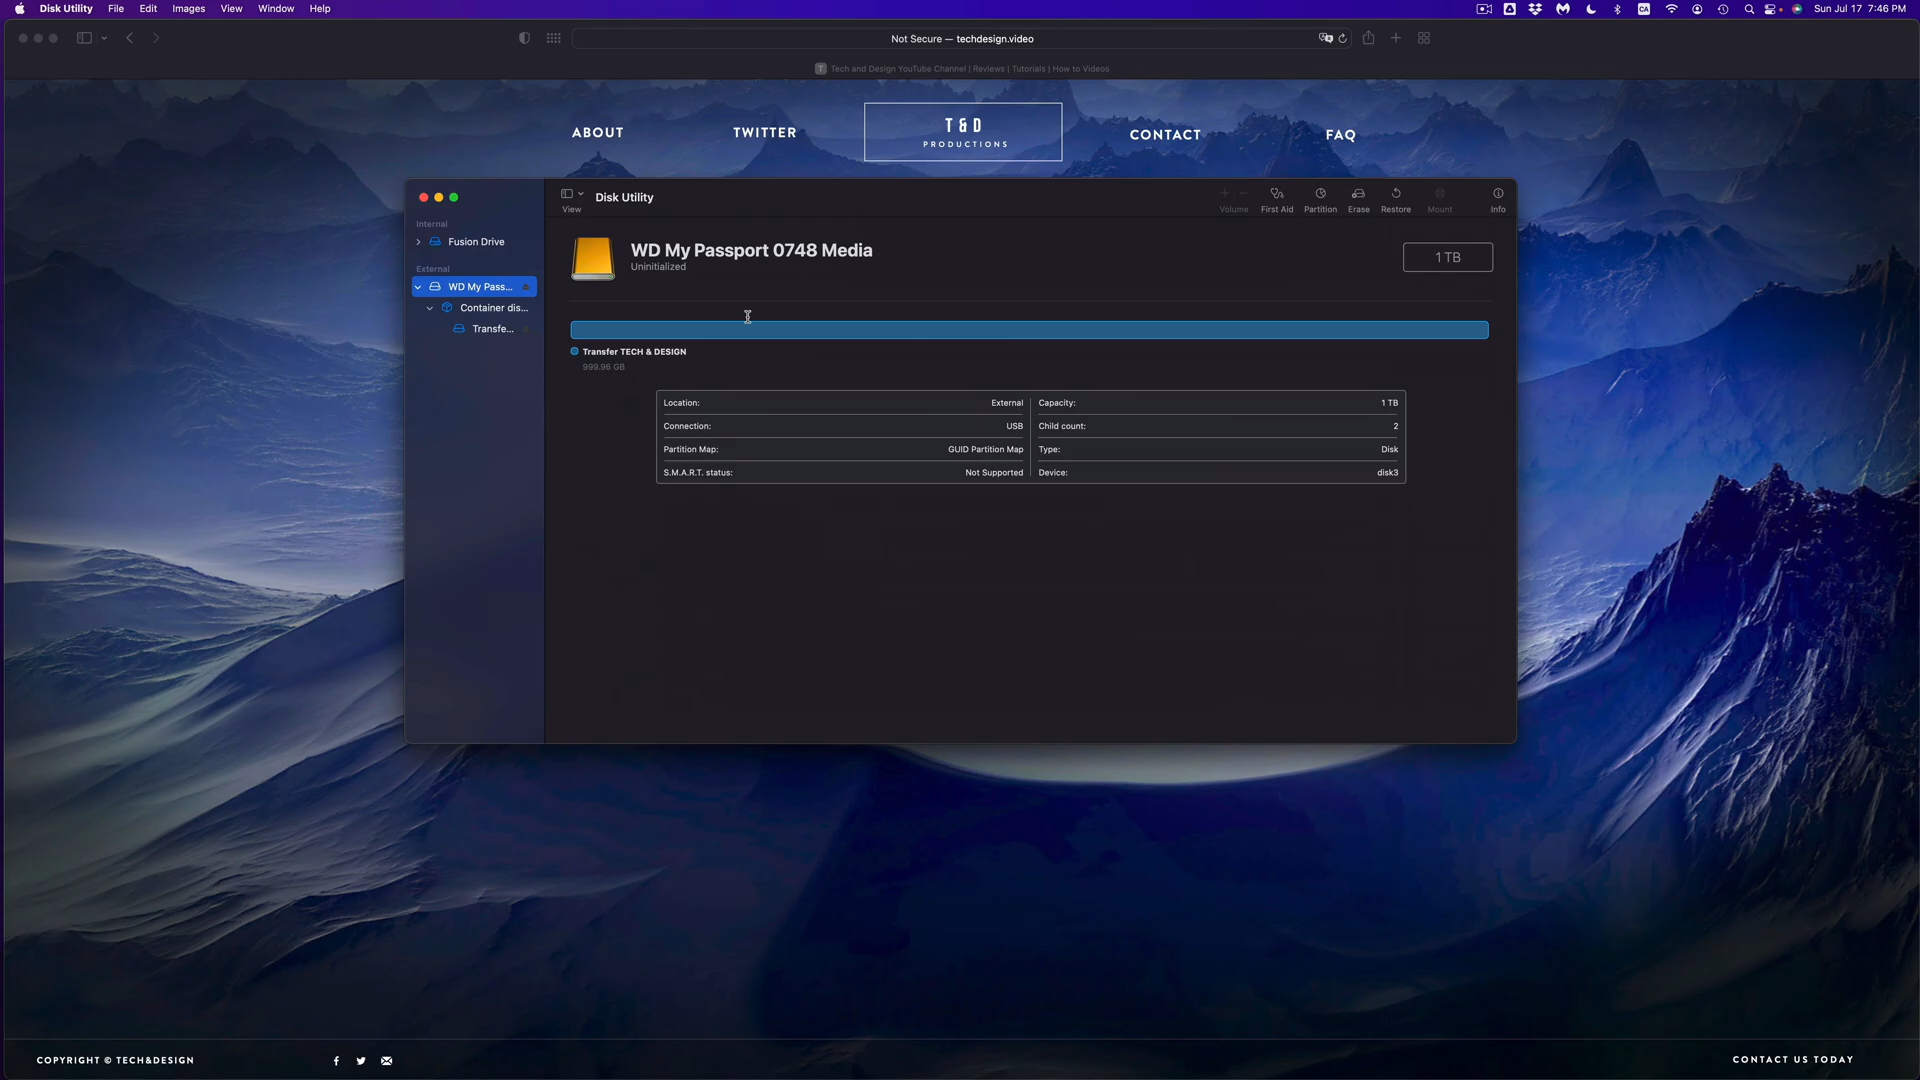 Disk Utility File Edit Images View Window Help
CA
Sun Jul 17 7:46 PM
Not Secure — techdesign.video
T Tech and Design YouTube Channel | Reviews | Tutorials | How to Videos
ABOUT TWITTER CONTACT FAQ
T&D
PRODUCTIONS
Disk Utility
View
Volume First Aid Partition Erase Restore Mount Info
Internal
Fusion Drive
External
WD My Pass...
Container dis...
Transfe...
WD My Passport 0748 Media
Uninitialized
1 TB
Transfer TECH & DESIGN
999.96 GB
Location: External Capacity: 1 TB
Connection: USB Child count: 2
Partition Map: GUID Partition Map Type: Disk
S.M.A.R.T. status: Not Supported Device: disk3
COPYRIGHT © TECH&DESIGN
CONTACT US TODAY